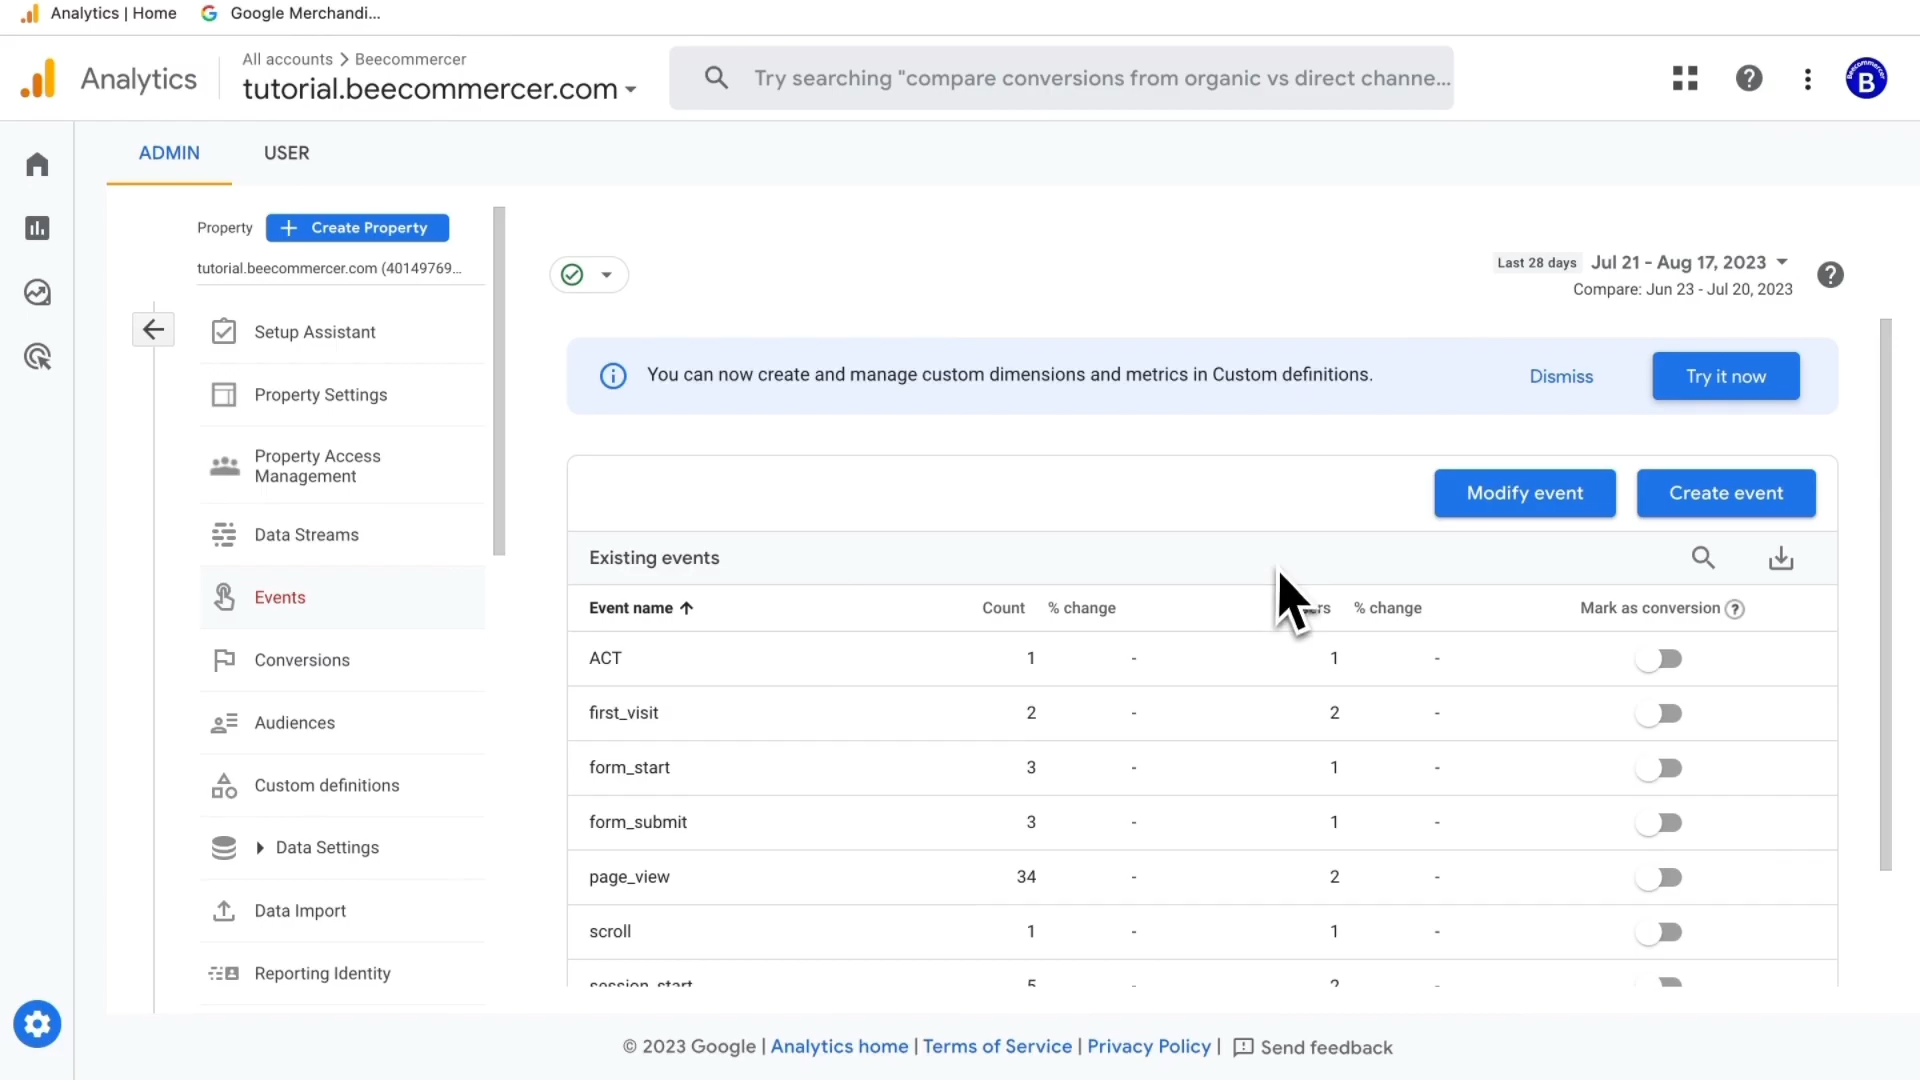 Analytics | Home
Google Merchandi...
Analytics
All accounts > Beecommercer
tutorial.beecommercer.com
Try searching "compare conversions from organic vs direct channe...
Beecommercer
B
ADMIN
USER
Property
+ Create Property
tutorial.beecommercer.com (40149769...
Setup Assistant
Property Settings
Property Access
Management
Data Streams
Events
Conversions
Audiences
Custom definitions
Data Settings
Data Import
Reporting Identity
Last 28 days Jul 21 - Aug 17, 2023
Compare: Jun 23 - Jul 20, 2023
You can now create and manage custom dimensions and metrics in Custom definitions.
Dismiss
Try it now
Modify event
Create event
Existing events
Event name Count % change % change Mark as conversion
ACT 1 - 1 -
first_visit 2 - 2 -
form_start 3 - 1 -
form_submit 3 - 1 -
page_view 34 - 2 -
scroll 1 - 1 -
session_start 5 - 2 -
© 2023 Google | Analytics home | Terms of Service | Privacy Policy | Send feedback